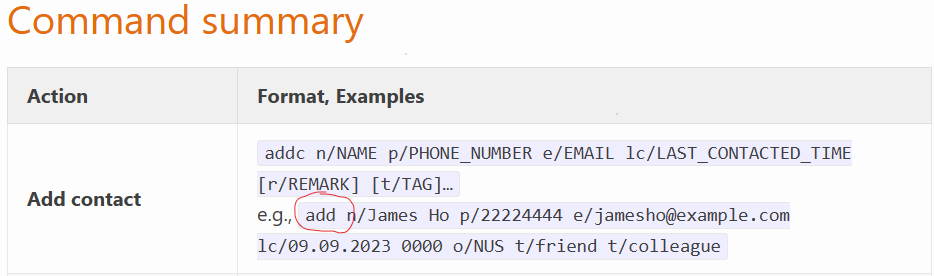 Command summary
Action Format, Examples
Add contact
addc n/NAME p/PHONE_NUMBER e/EMAIL lc/LAST_CONTACTED_TIME
[r/REMARK] [t/TAG]…
e.g., add n/James Ho p/22224444 e/jamesho@example.com
lc/09.09.2023 0000 o/NUS t/friend t/colleague